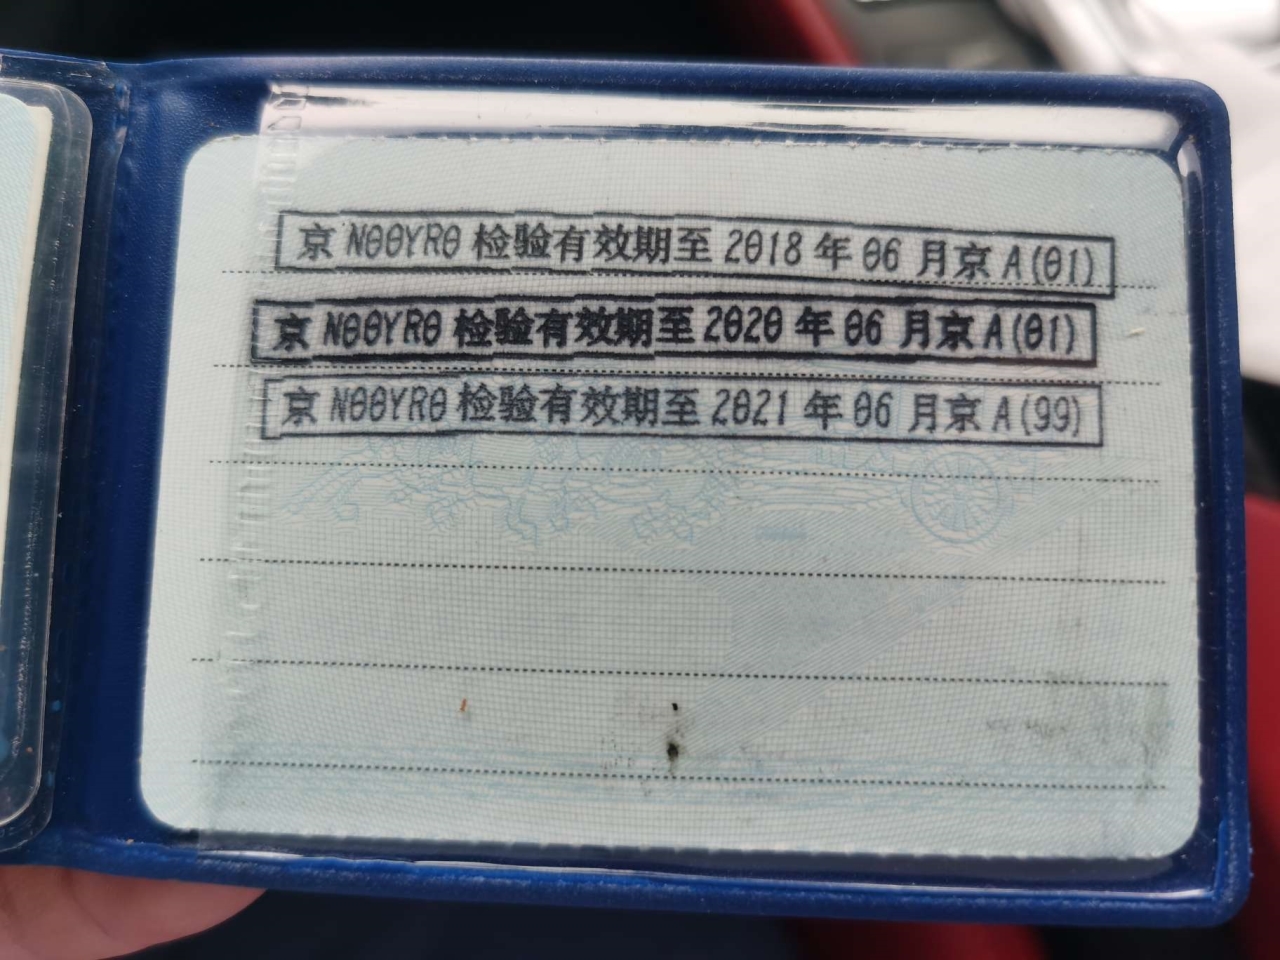 京 N00YR0 检验有效期至 2018 年 06 月京 A(01)
京 N00YR0 检验有效期至 2020 年 06 月京 A(01)
京 N00YR0 检验有效期至 2021 年 06 月京 A(99)